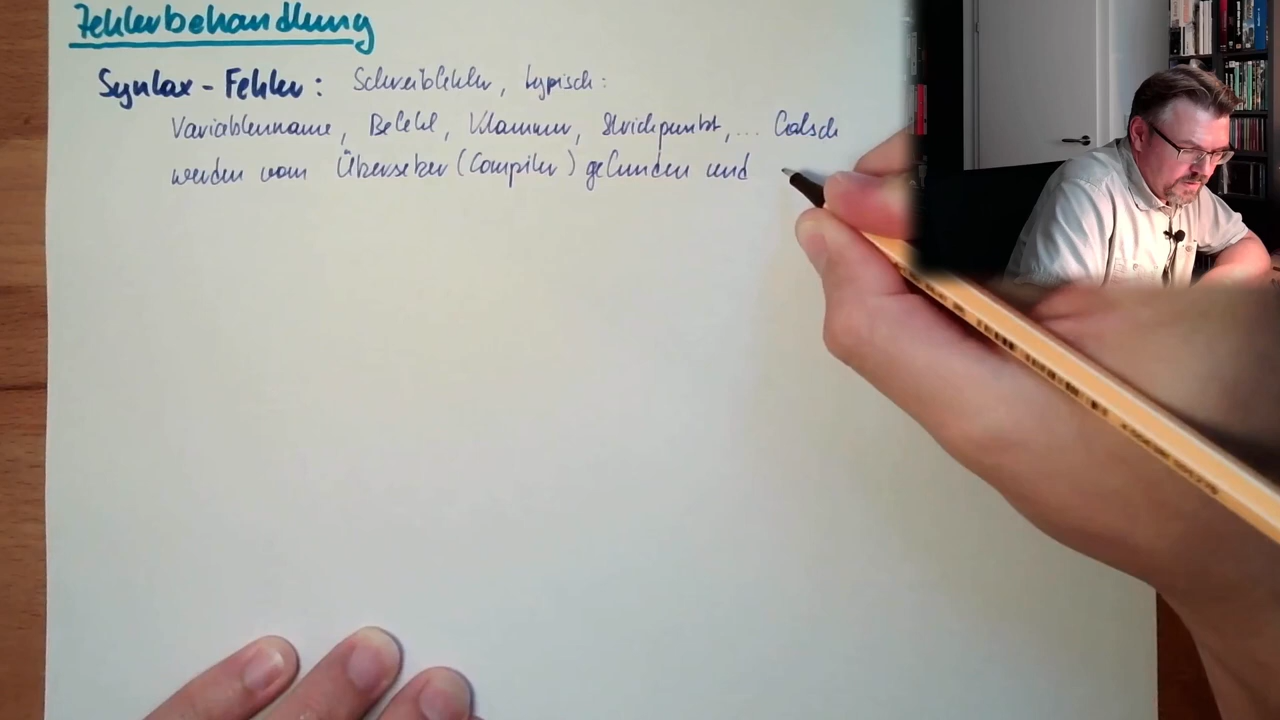 Fehlerbehandlung
Syntax-Fehler: Schreibfehler, typisch:
Variablenname, Befehl, Klammer, Strichpunkt, ... falsch
werden vom Übersetzer (Compiler) gefunden und